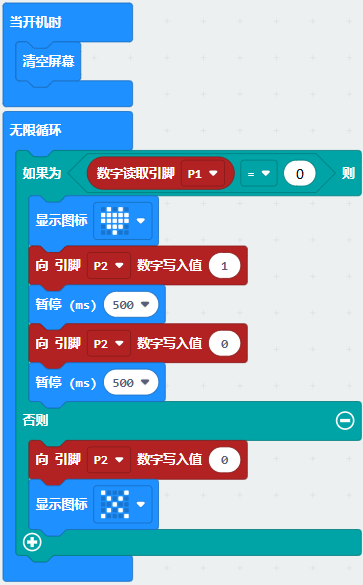 当开机时
清空屏幕
无限循环
如果为 数字读取引脚 P1 = 0 则
显示图标
向 引脚 P2 数字写入值 1
暂停 (ms) 500
向 引脚 P2 数字写入值 0
暂停 (ms) 500
否则
向 引脚 P2 数字写入值 0
显示图标